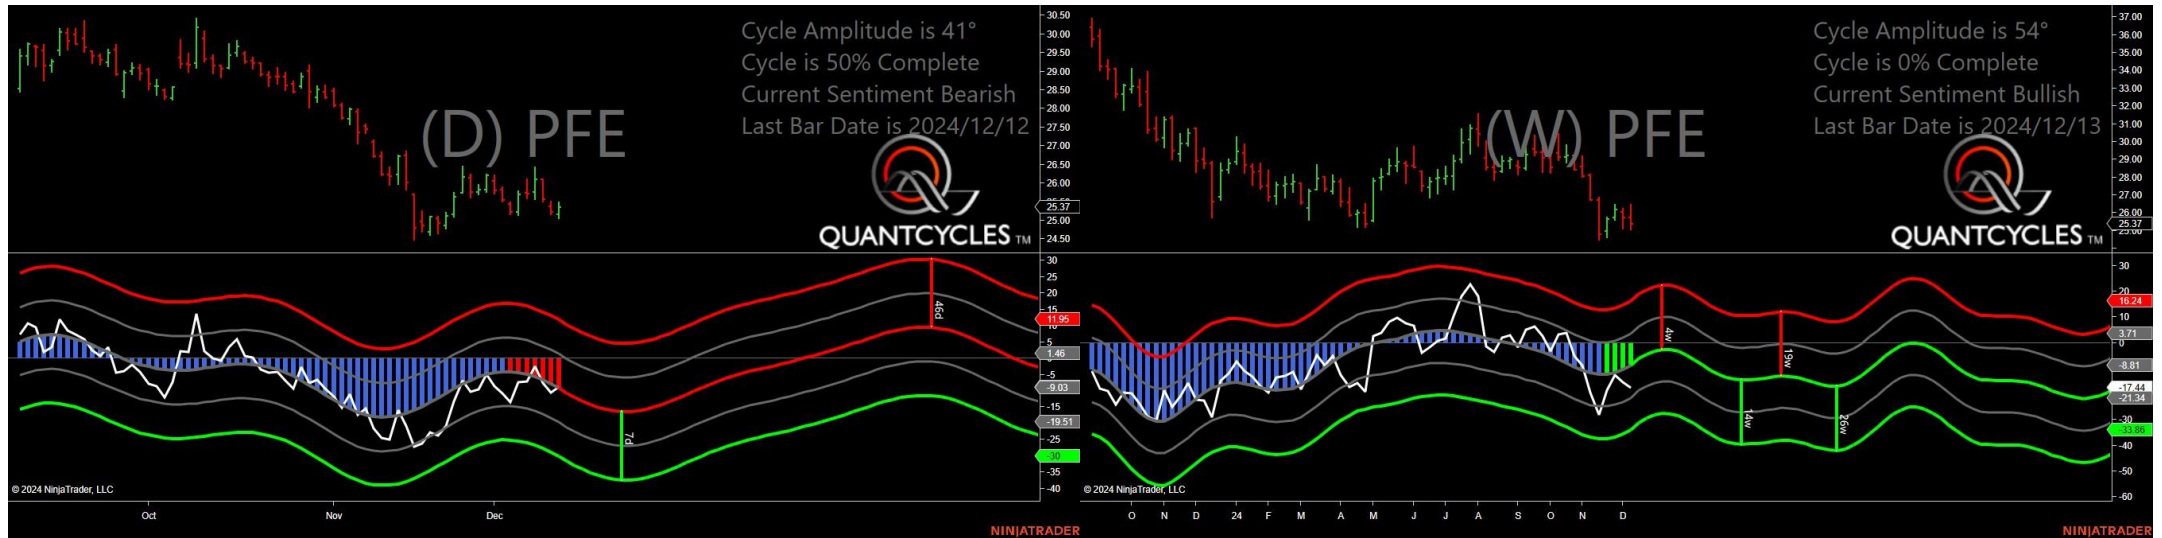 Cycle Amplitude is 41°
Cycle is 50% Complete
Current Sentiment Bearish
Last Bar Date is 2024/12/12
(D) PFE
QUANTCYCLES TM
30.50
30.00
29.50
29.00
28.50
28.00
27.50
27.00
26.50
26.00
25.37
25.00
24.50
30
25
20
15
11.95
5
1.46
-5
-9.03
-15
-19.51
-25
-30
-35
-40
46d
7d
© 2024 NinjaTrader, LLC
Oct Nov Dec
NINJATRADER
Cycle Amplitude is 54°
Cycle is 0% Complete
Current Sentiment Bullish
Last Bar Date is 2024/12/13
(W) PFE
QUANTCYCLES TM
37.00
36.00
35.00
34.00
33.00
32.00
31.00
30.00
29.00
28.00
27.00
26.00
25.37
30
20
16.24
10
3.71
0
-8.81
-17.44
-21.34
-30
-33.86
-40
-50
-60
4w
19w
14w
26w
© 2024 NinjaTrader, LLC
O N D 24 F M A M J J A S O N D
NINJATRADER